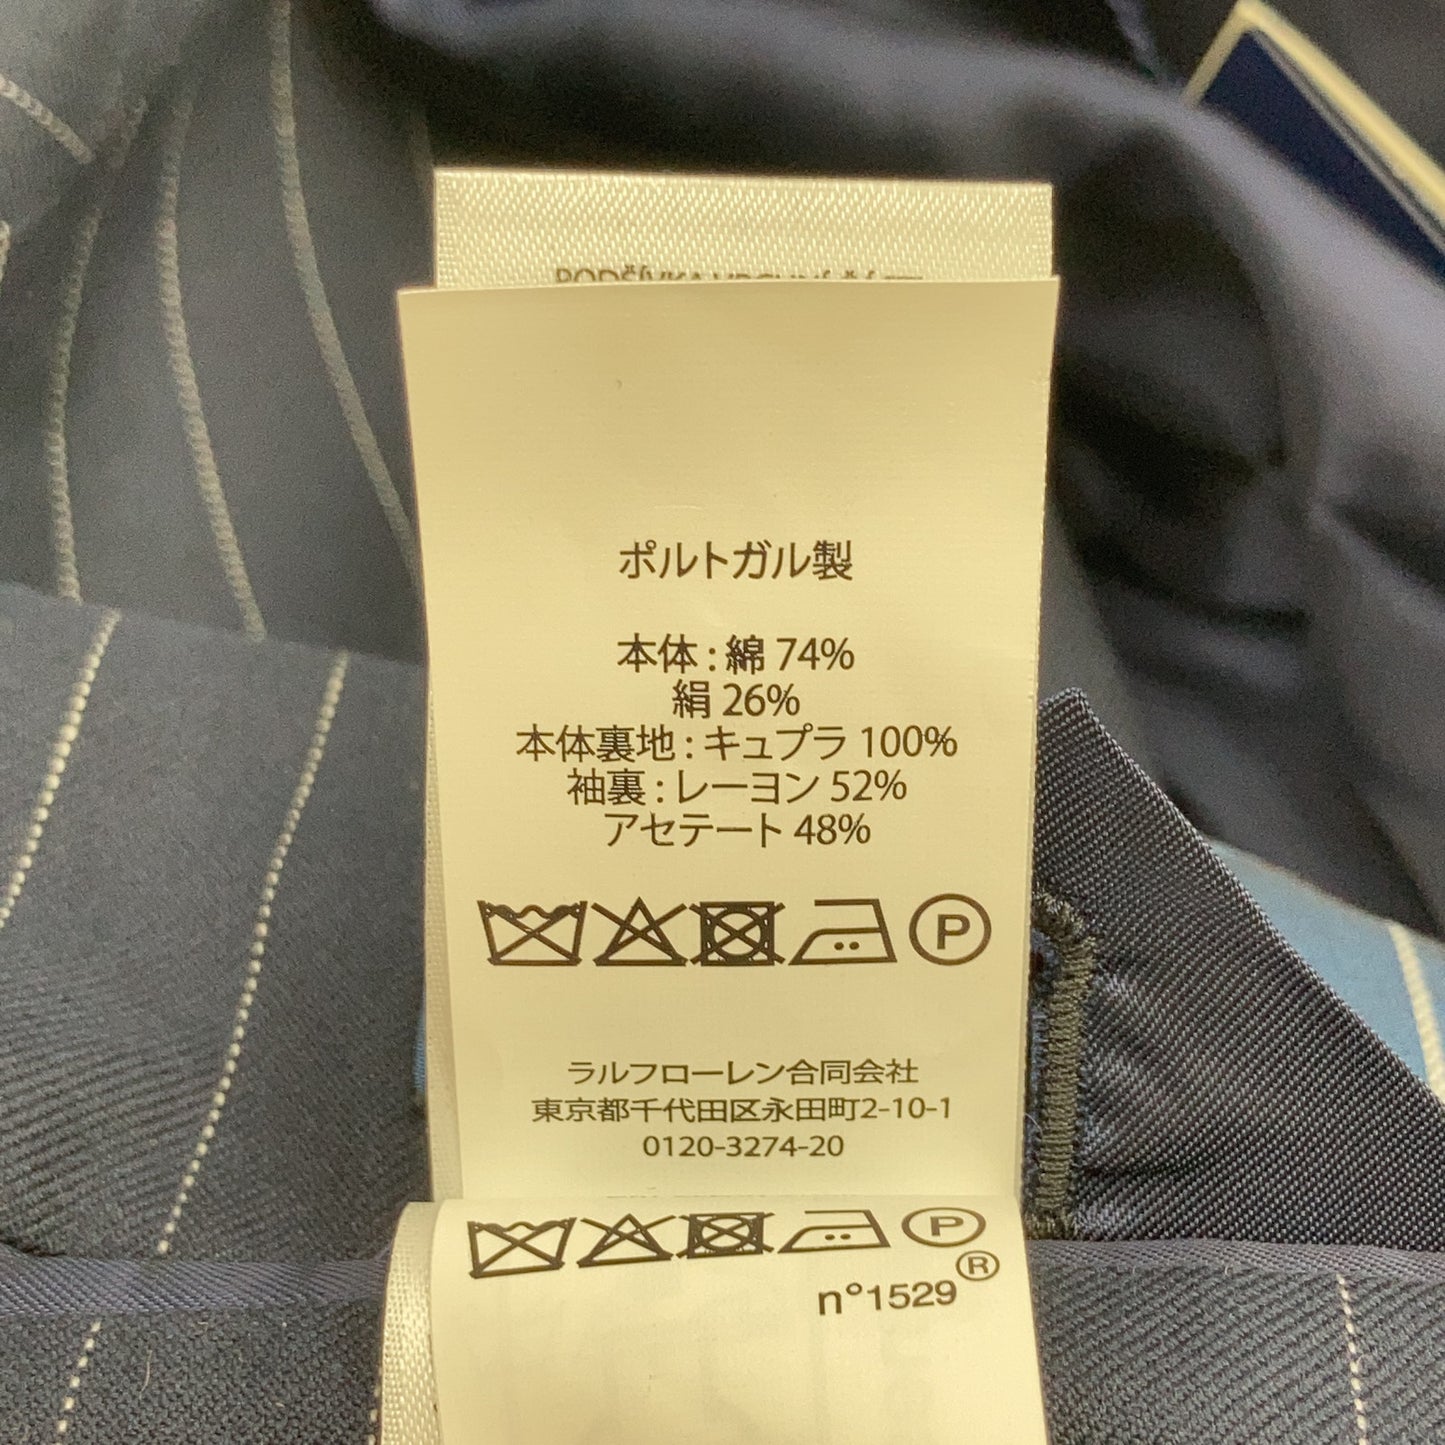 ポルトガル製
本体 : 綿 74%
絹 26%
本体裏地 : キュプラ 100%
袖裏 : レーヨン 52%
アセテート 48%
P
ラルフローレン合同会社
東京都千代田区永田町2-10-1
0120-3274-20
P
n°1529®